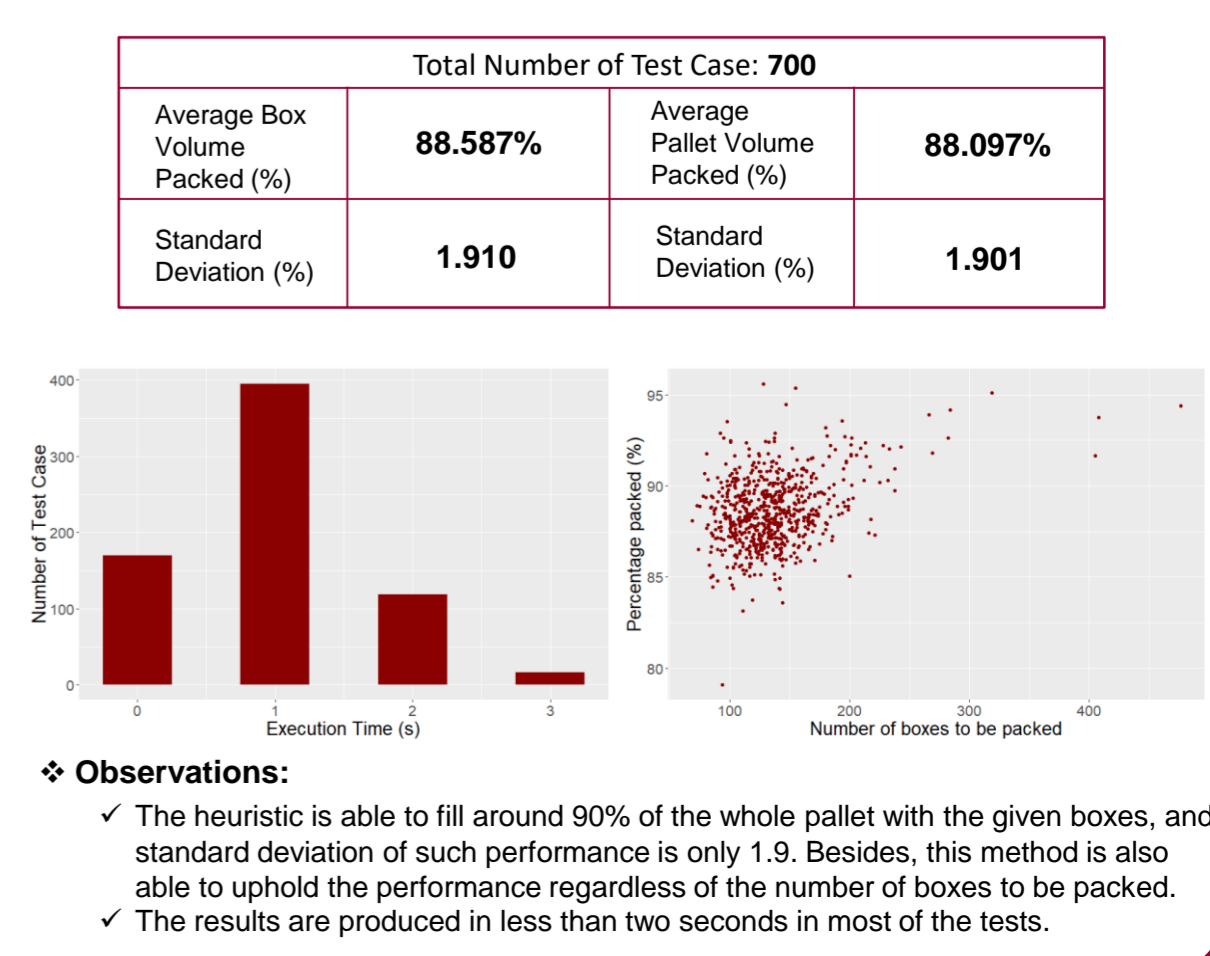 Total Number of Test Case: 700
Average Box
Volume
Packed (%)
88.587%
Average
Pallet Volume
Packed (%)
88.097%
Standard
Deviation (%)
1.910
Standard
Deviation (%)
1.901
400
300
200
100
0
Number of Test Case
0 1 2 3
Execution Time (s)
95
90
85
80
Percentage packed (%)
100 200 300 400
Number of boxes to be packed
❖ Observations:
✓ The heuristic is able to fill around 90% of the whole pallet with the given boxes, and
standard deviation of such performance is only 1.9. Besides, this method is also
able to uphold the performance regardless of the number of boxes to be packed.
✓ The results are produced in less than two seconds in most of the tests.